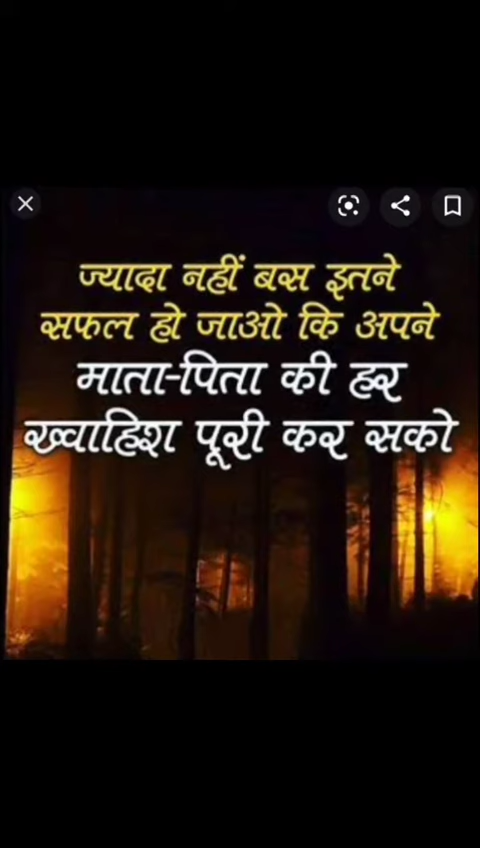 ज्यादा नहीं बस इतने
सफल हो जाओ कि अपने
माता-पिता की हर
ख्वाहिश पूरी कर सको